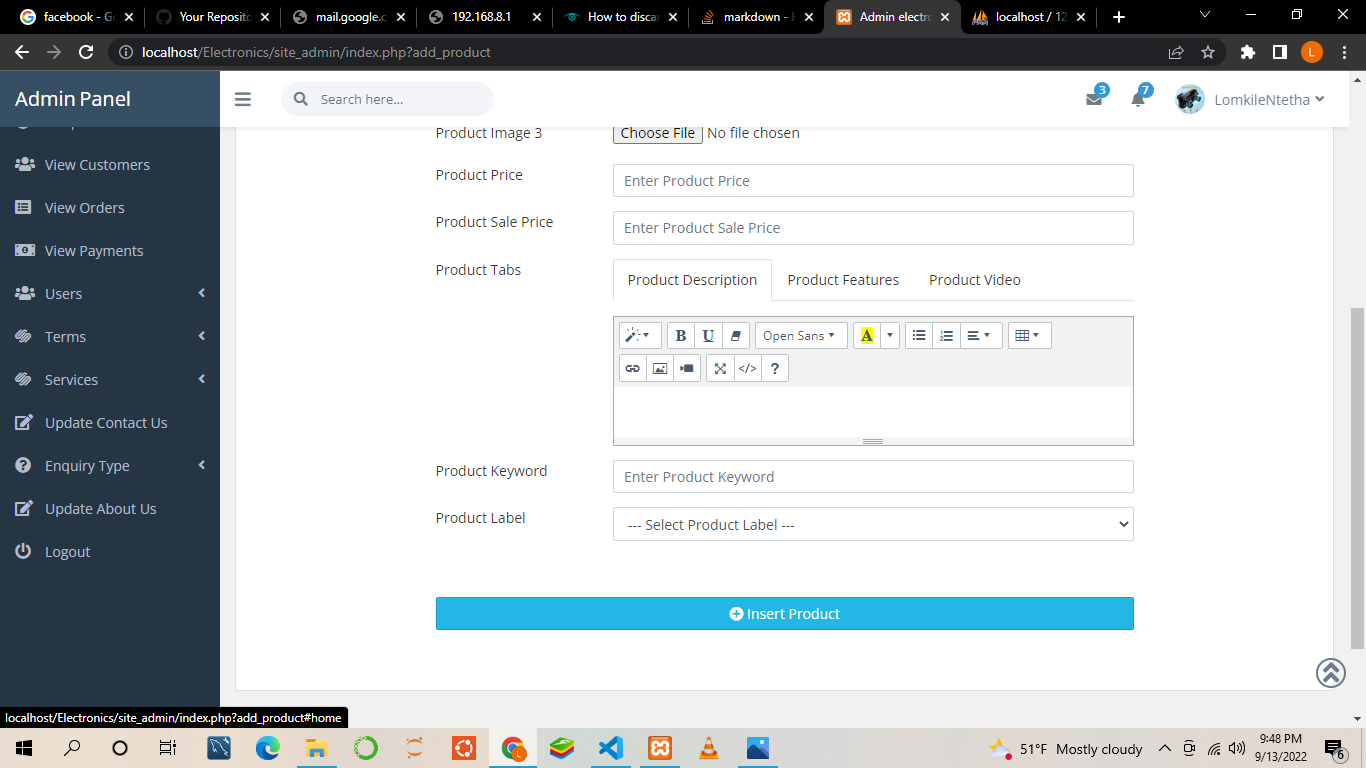 facebook - Go
Your Reposito
mail.google.c
192.168.8.1
How to discar
markdown - H
Admin electro
localhost / 12
localhost/Electronics/site_admin/index.php?add_product
L
Admin Panel
Search here...
3
7
LomkileNtetha
View Customers
View Orders
View Payments
Users
Terms
Services
Update Contact Us
Enquiry Type
Update About Us
Logout
Product Image 3
Choose File No file chosen
Product Price
Enter Product Price
Product Sale Price
Enter Product Sale Price
Product Tabs
Product Description
Product Features
Product Video
B U Open Sans A
</> ?
Product Keyword
Enter Product Keyword
Product Label
--- Select Product Label ---
Insert Product
localhost/Electronics/site_admin/index.php?add_product#home
51°F Mostly cloudy
9:48 PM
9/13/2022
6